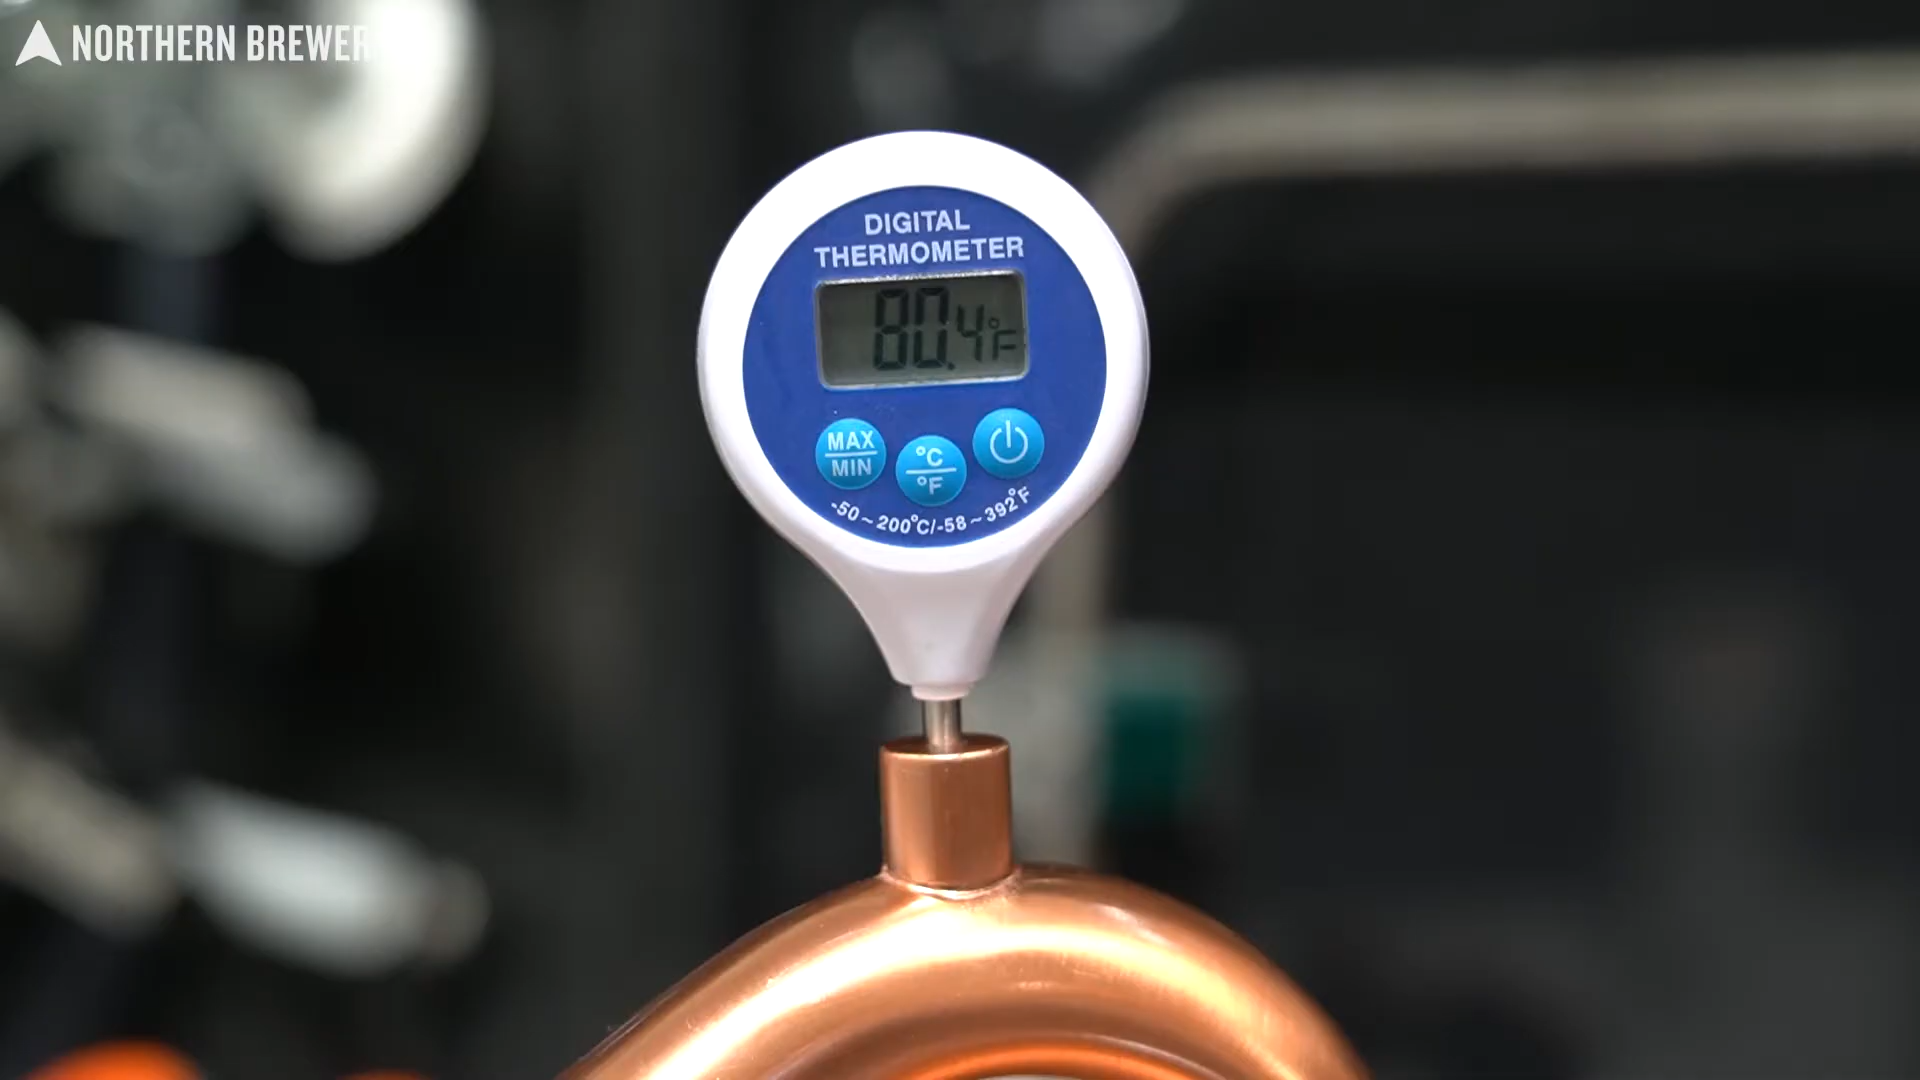 NORTHERN BREWER
DIGITAL
THERMOMETER
80.4°F
MAX
MIN
°C
°F
-50~200°C/-58~392°F